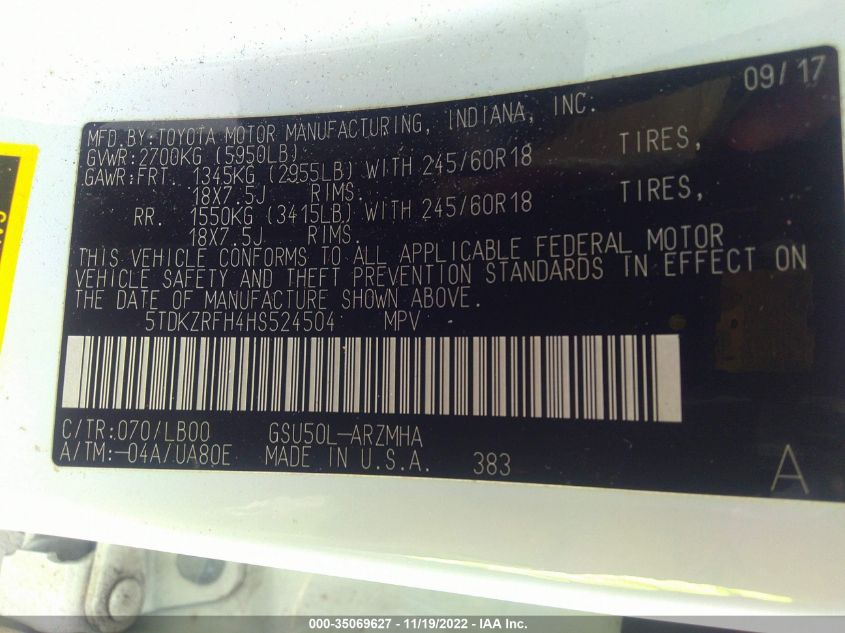 09/17
MFD.BY:TOYOTA MOTOR MANUFACTURING, INDIANA, INC.
GVWR:2700KG (5950LB)
GAWR:FRT. 1345KG (2955LB) WITH 245/60R18 TIRES,
18X7.5J RIMS.
RR. 1550KG (3415LB) WITH 245/60R18 TIRES,
18X7.5J RIMS.
THIS VEHICLE CONFORMS TO ALL APPLICABLE FEDERAL MOTOR
VEHICLE SAFETY AND THEFT PREVENTION STANDARDS IN EFFECT ON
THE DATE OF MANUFACTURE SHOWN ABOVE.
5TDKZRFH4HS524504 MPV
C/TR:070/LB00 GSU50L-ARZMHA
A/TM:-04A/UA80E MADE IN U.S.A. 383
A
000-35069627 - 11/19/2022 - IAA Inc.